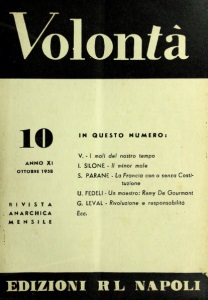 Volontà
10
ANNO XI
OTTOBRE 1958
RIVISTA
ANARCHICA
MENSILE
IN QUESTO NUMERO:
V. - I mali del nostro tempo
I. SILONE - Il minor male
S. PARANE - La Francia con o senza Costi-
tuzione
U. FEDELI - Un maestro: Remy De Gourmont
G. LEVAL - Rivoluzione e responsabilità
Ecc.
EDIZIONI RL NAPOLI